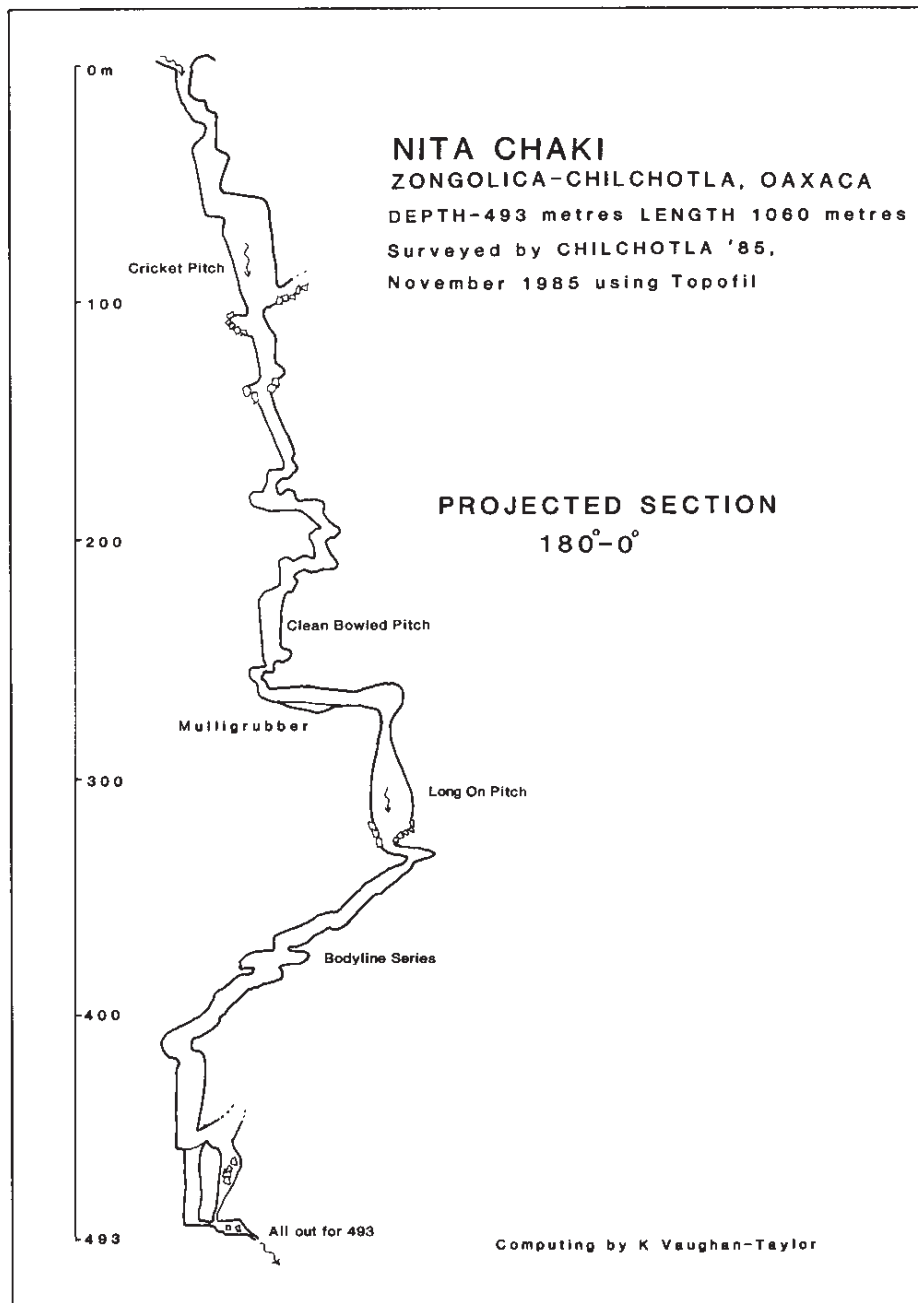 0 m
NITA CHAKI
ZONGOLICA-CHILCHOTLA, OAXACA
DEPTH-493 metres LENGTH 1060 metres
Surveyed by CHILCHOTLA '85,
November 1985 using Topofil
Cricket Pitch
100
PROJECTED SECTION
180°-0°
200
Clean Bowled Pitch
Mulligrubber
300
Long On Pitch
Bodyline Series
400
All out for 493
493
Computing by K Vaughan-Taylor